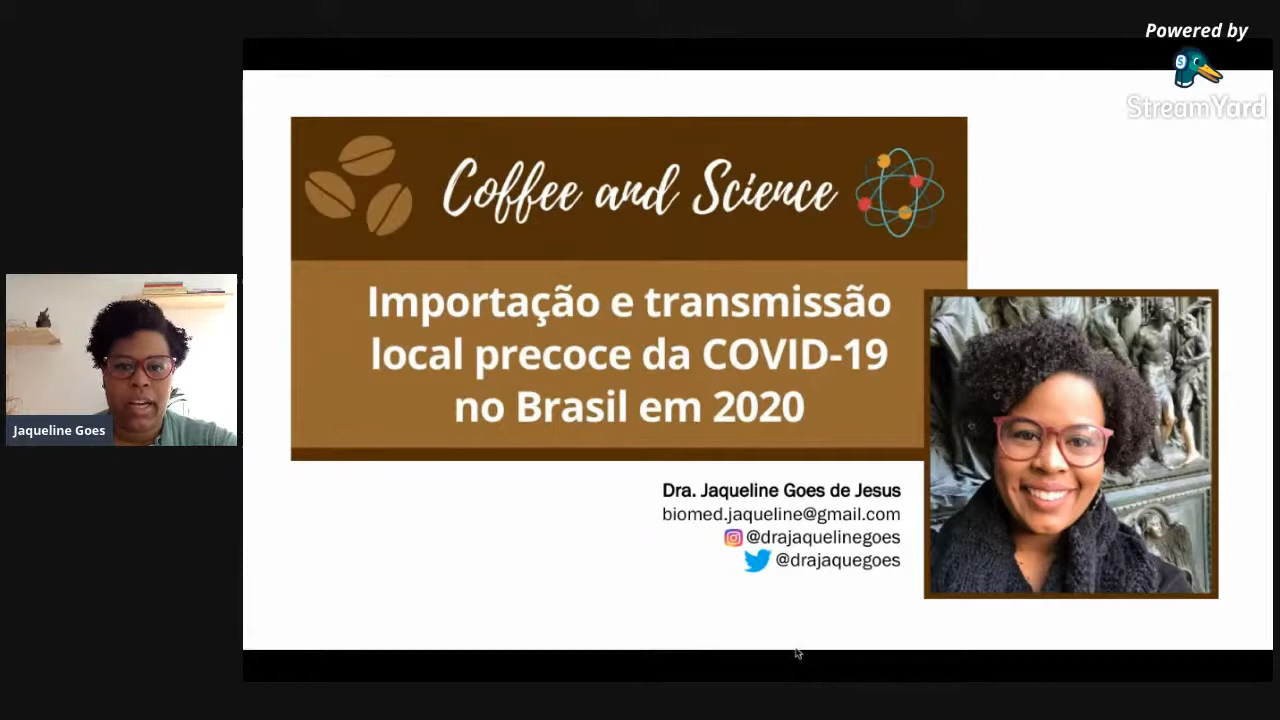 Powered by
StreamYard
Coffee and Science
Importação e transmissão
local precoce da COVID-19
no Brasil em 2020
Jaqueline Goes
Dra. Jaqueline Goes de Jesus
biomed.jaqueline@gmail.com
@drajaquelinegoes
@drajaquegoes